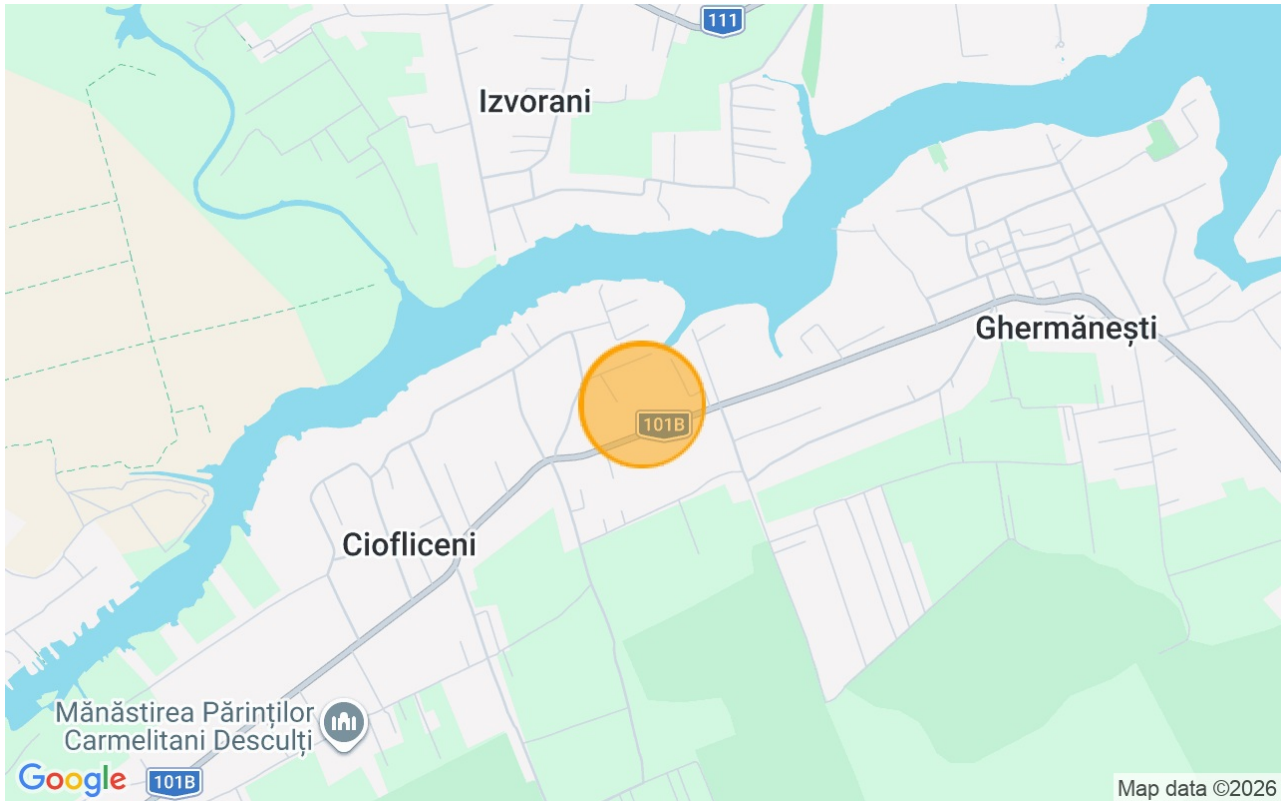 111
Izvorani
Ghermănești
101B
Ciofliceni
Mănăstirea Părinților
Carmelitani Desculți
Google
101B
Map data ©2026